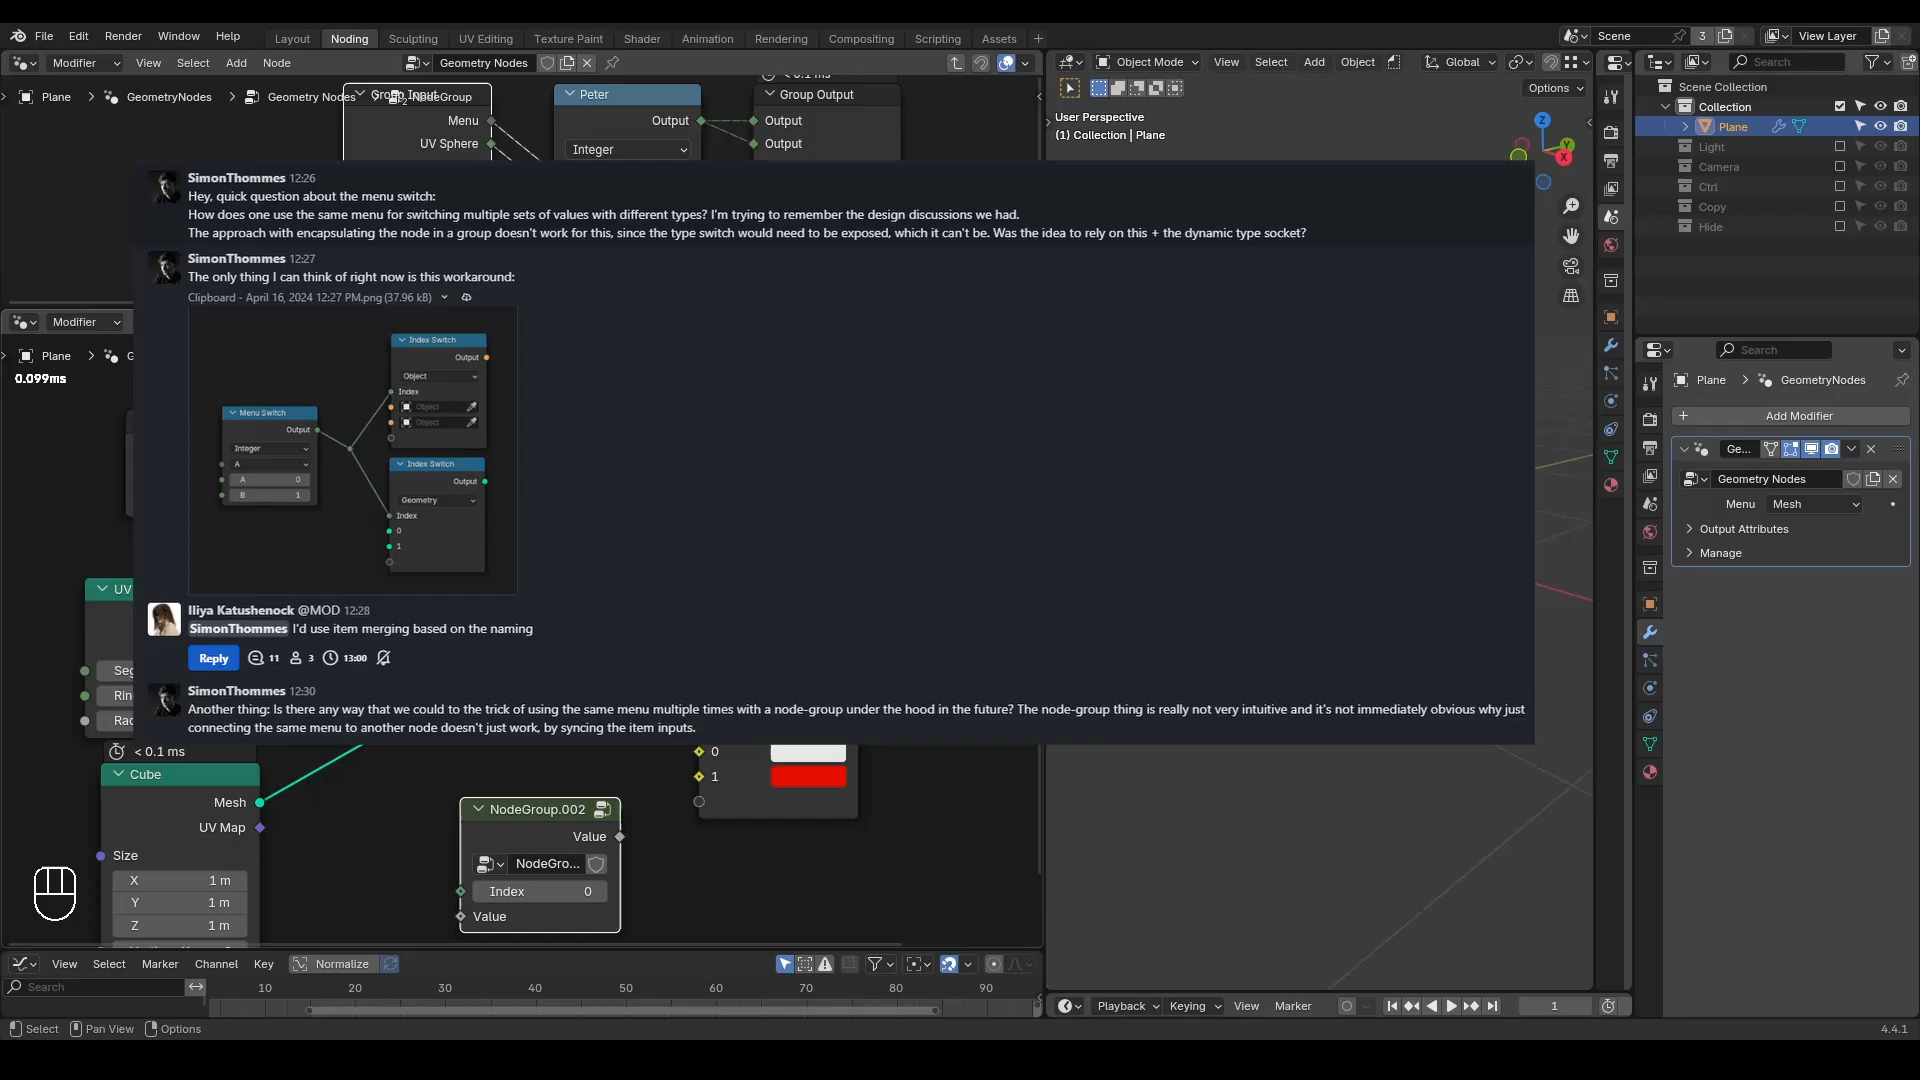 File Edit Render Window Help Layout Noding Sculpting UV Editing Texture Paint Shader Animation Rendering Compositing Scripting Assets Scene 3 View Layer
Modifier View Select Add Node Geometry Nodes
Object Mode View Select Add Object Global Search
Plane GeometryNodes Geometry Nodes NodeGroup
Group Input
Menu
UV Sphere
Peter
Output
Integer
< 0.1 ms
Group Output
Output
Output
Options
User Perspective
(1) Collection | Plane
Z
Y
X
Scene Collection
Collection
Plane
Light
Camera
Ctrl
Copy
Hide
SimonThommes 12:26
Hey, quick question about the menu switch:
How does one use the same menu for switching multiple sets of values with different types? I'm trying to remember the design discussions we had.
The approach with encapsulating the node in a group doesn't work for this, since the type switch would need to be exposed, which it can't be. Was the idea to rely on this + the dynamic type socket?
SimonThommes 12:27
The only thing I can think of right now is this workaround:
Clipboard - April 16, 2024 12:27 PM.png (37.96 kB)
Index Switch
Output
Object
Index
Object
Object
Menu Switch
Output
Integer
A
A 0
B 1
Index Switch
Output
Geometry
Index
0
1
Iliya Katushenock @MOD 12:28
SimonThommes I'd use item merging based on the naming
Reply 11 3 13:00
SimonThommes 12:30
Another thing: Is there any way that we could to the trick of using the same menu multiple times with a node-group under the hood in the future? The node-group thing is really not very intuitive and it's not immediately obvious why just
connecting the same menu to another node doesn't just work, by syncing the item inputs.
Modifier
Plane G
0.099ms
UV
Seg
Rin
Rad
< 0.1 ms
Cube
Mesh
UV Map
Size
X 1 m
Y 1 m
Z 1 m
NodeGroup.002
Value
NodeGro...
Index 0
Value
0
1
Search
Plane GeometryNodes
Add Modifier
Ge...
Geometry Nodes
Menu Mesh
Output Attributes
Manage
View Select Marker Channel Key Normalize
Search
10 20 30 40 50 60 70 80 90
Playback Keying View Marker 1
Select Pan View Options
4.4.1